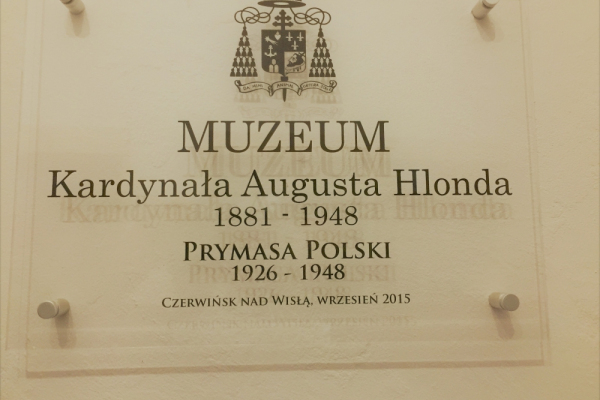 MUZEUM
Kardynała Augusta Hlonda
1881 - 1948
PRYMASA POLSKI
1926 - 1948
CZERWIŃSK NAD WISŁĄ, WRZESIEŃ 2015